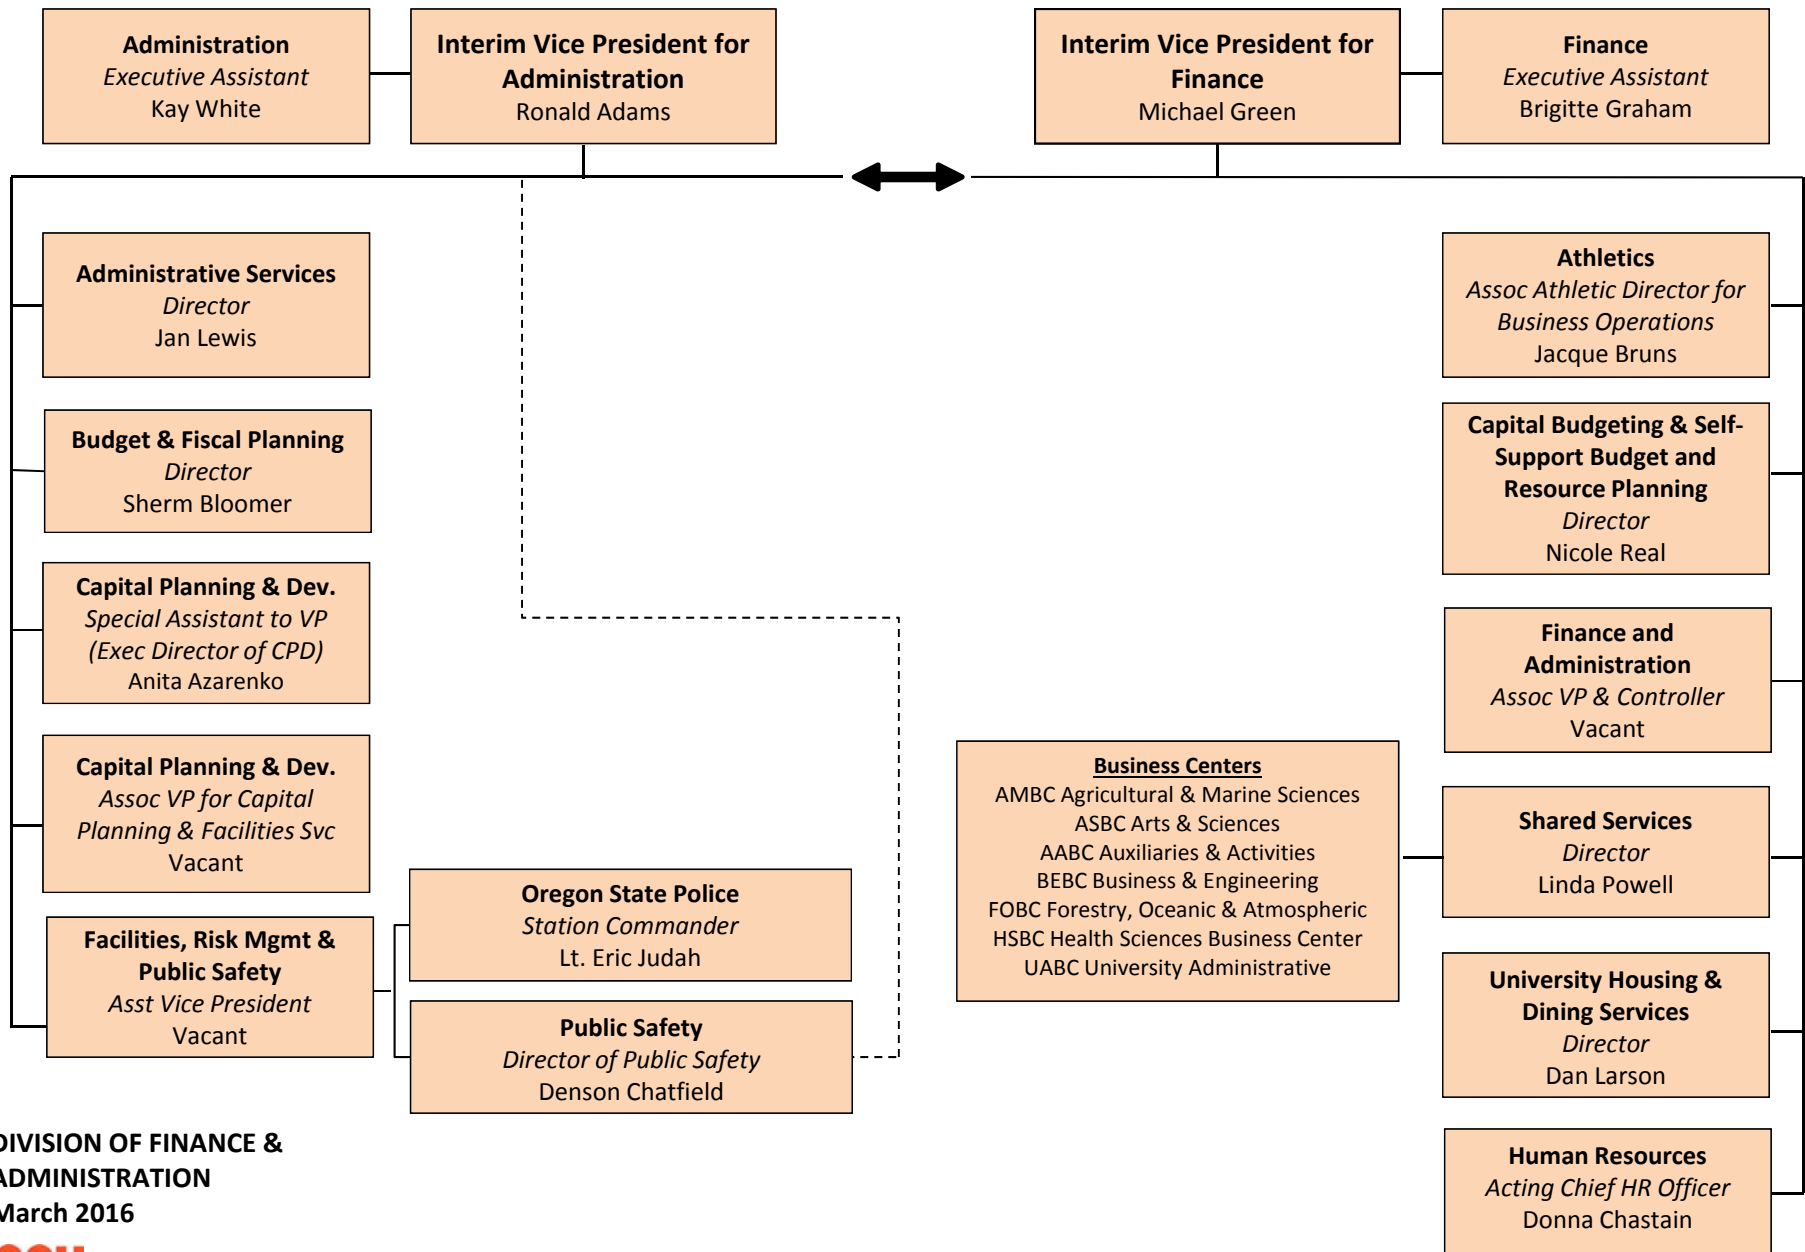 Administration
Executive Assistant
Kay White
Interim Vice President for
Administration
Ronald Adams
Interim Vice President for
Finance
Michael Green
Finance
Executive Assistant
Brigitte Graham
Administrative Services
Director
Jan Lewis
Budget & Fiscal Planning
Director
Sherm Bloomer
Capital Planning & Dev.
Special Assistant to VP
(Exec Director of CPD)
Anita Azarenko
Capital Planning & Dev.
Assoc VP for Capital
Planning & Facilities Svc
Vacant
Facilities, Risk Mgmt &
Public Safety
Asst Vice President
Vacant
Oregon State Police
Station Commander
Lt. Eric Judah
Public Safety
Director of Public Safety
Denson Chatfield
Business Centers
AMBC Agricultural & Marine Sciences
ASBC Arts & Sciences
AABC Auxiliaries & Activities
BEBC Business & Engineering
FOBC Forestry, Oceanic & Atmospheric
HSBC Health Sciences Business Center
UABC University Administrative
Athletics
Assoc Athletic Director for
Business Operations
Jacque Bruns
Capital Budgeting & Self-
Support Budget and
Resource Planning
Director
Nicole Real
Finance and
Administration
Assoc VP & Controller
Vacant
Shared Services
Director
Linda Powell
University Housing &
Dining Services
Director
Dan Larson
Human Resources
Acting Chief HR Officer
Donna Chastain
DIVISION OF FINANCE &
ADMINISTRATION
March 2016